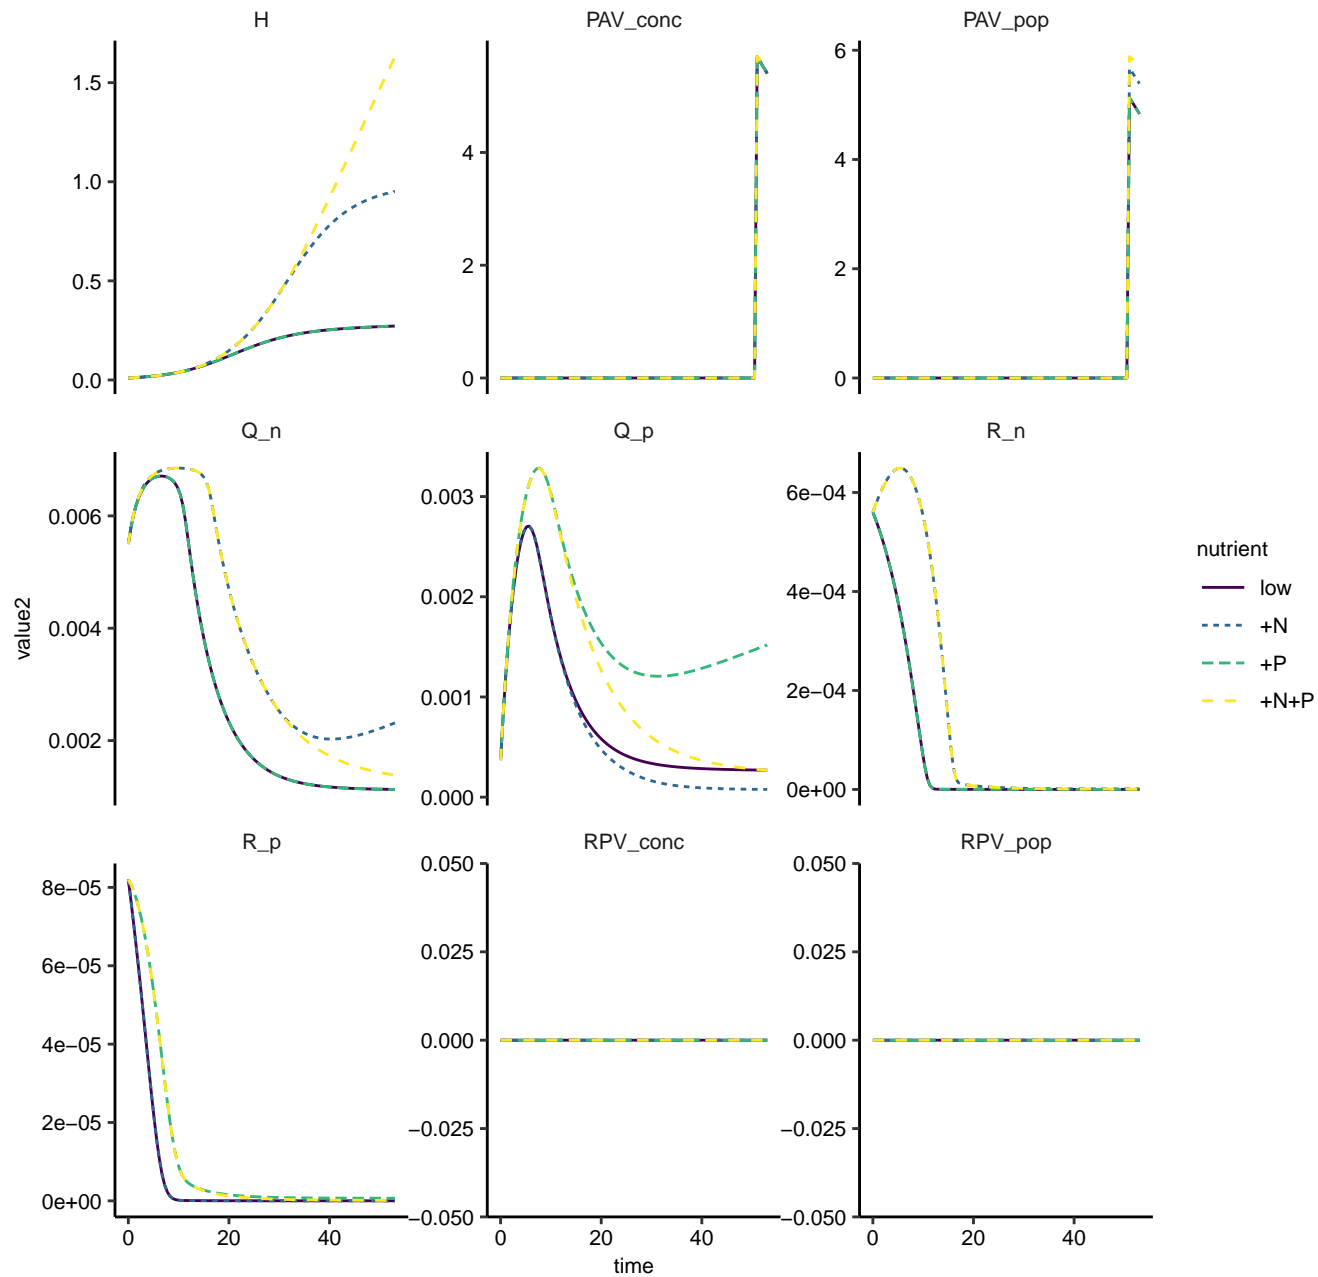 H
PAV_conc
PAV_pop
1.5
1.0
0.5
0.0
4
2
0
6
4
2
0
Q_n
Q_p
R_n
0.006
0.004
0.002
0.003
0.002
0.001
0.000
6e−04
4e−04
2e−04
0e+00
value2
nutrient
low
+N
+P
+N+P
R_p
RPV_conc
RPV_pop
8e−05
6e−05
4e−05
2e−05
0e+00
0.050
0.025
0.000
−0.025
−0.050
0.050
0.025
0.000
−0.025
−0.050
0 20 40
0 20 40
0 20 40
time